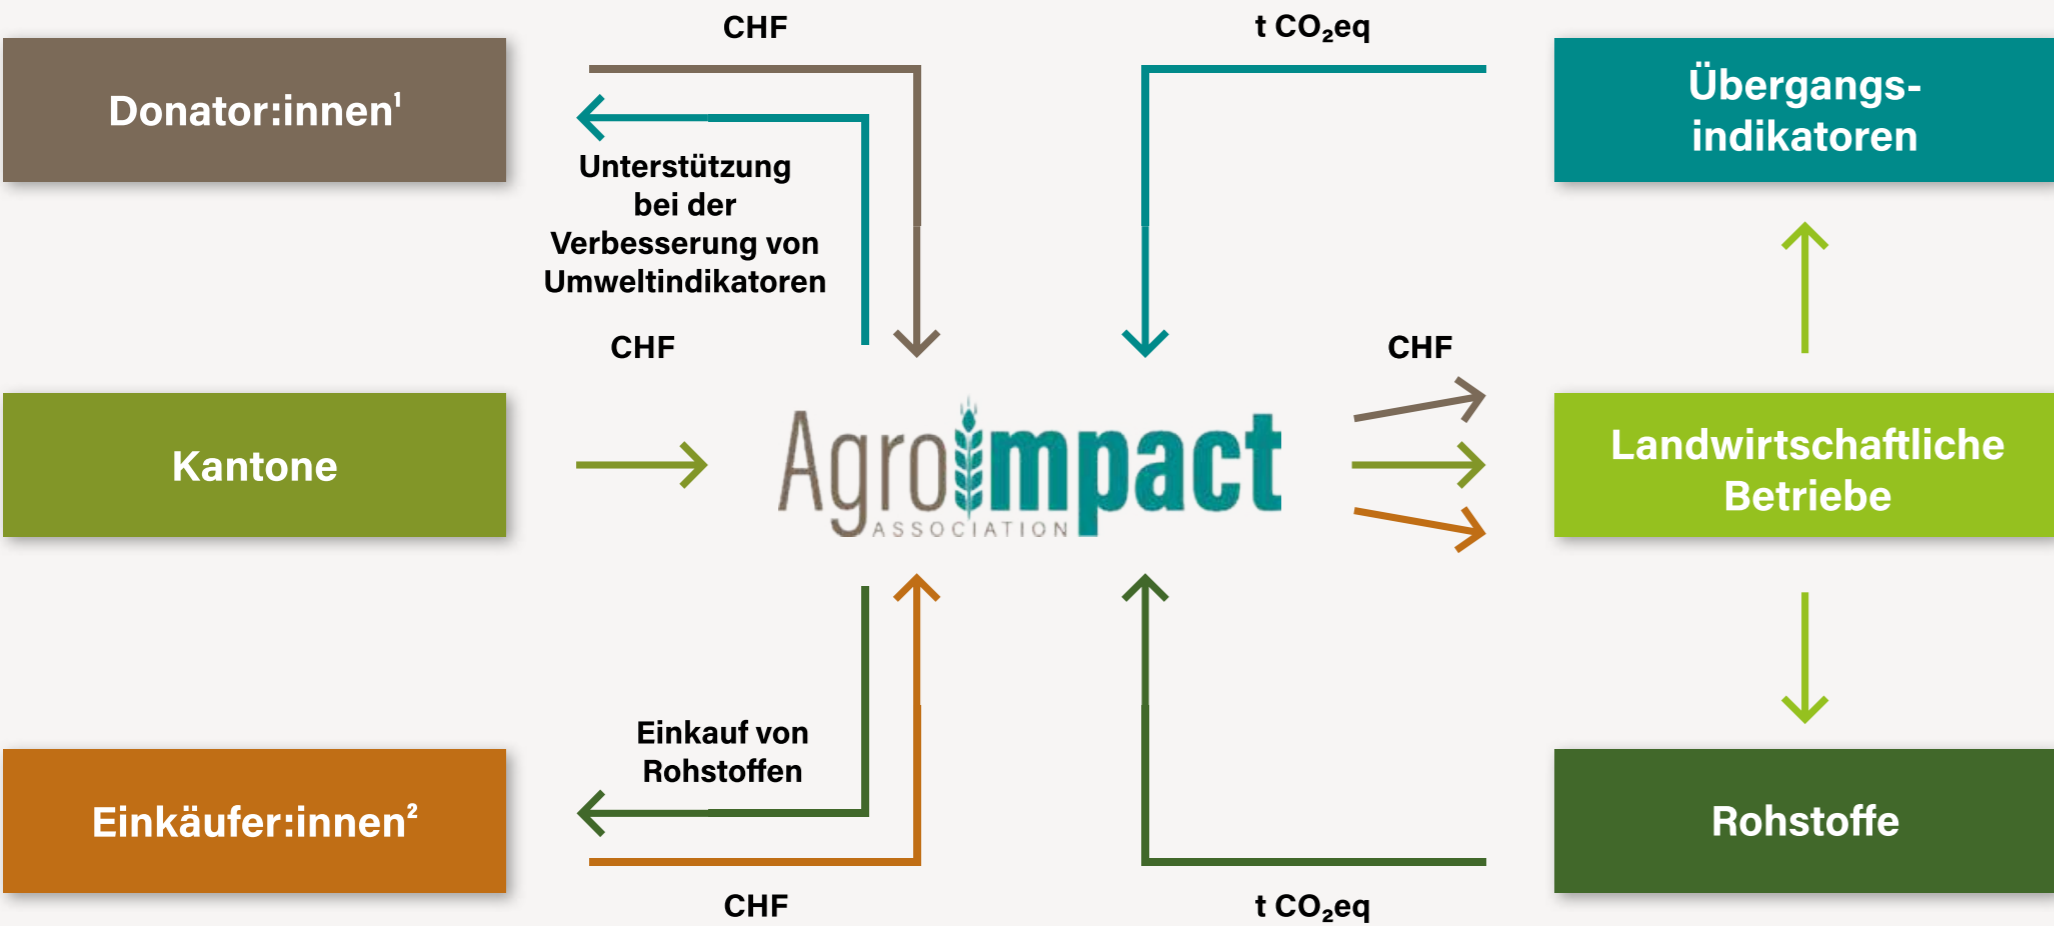 CHF
t CO₂eq
Donator:innen¹
Übergangs-
indikatoren
Unterstützung
bei der
Verbesserung von
Umweltindikatoren
CHF
CHF
Kantone
Agroimpact
ASSOCIATION
Landwirtschaftliche
Betriebe
Einkauf von
Rohstoffen
Einkäufer:innen²
Rohstoffe
CHF
t CO₂eq